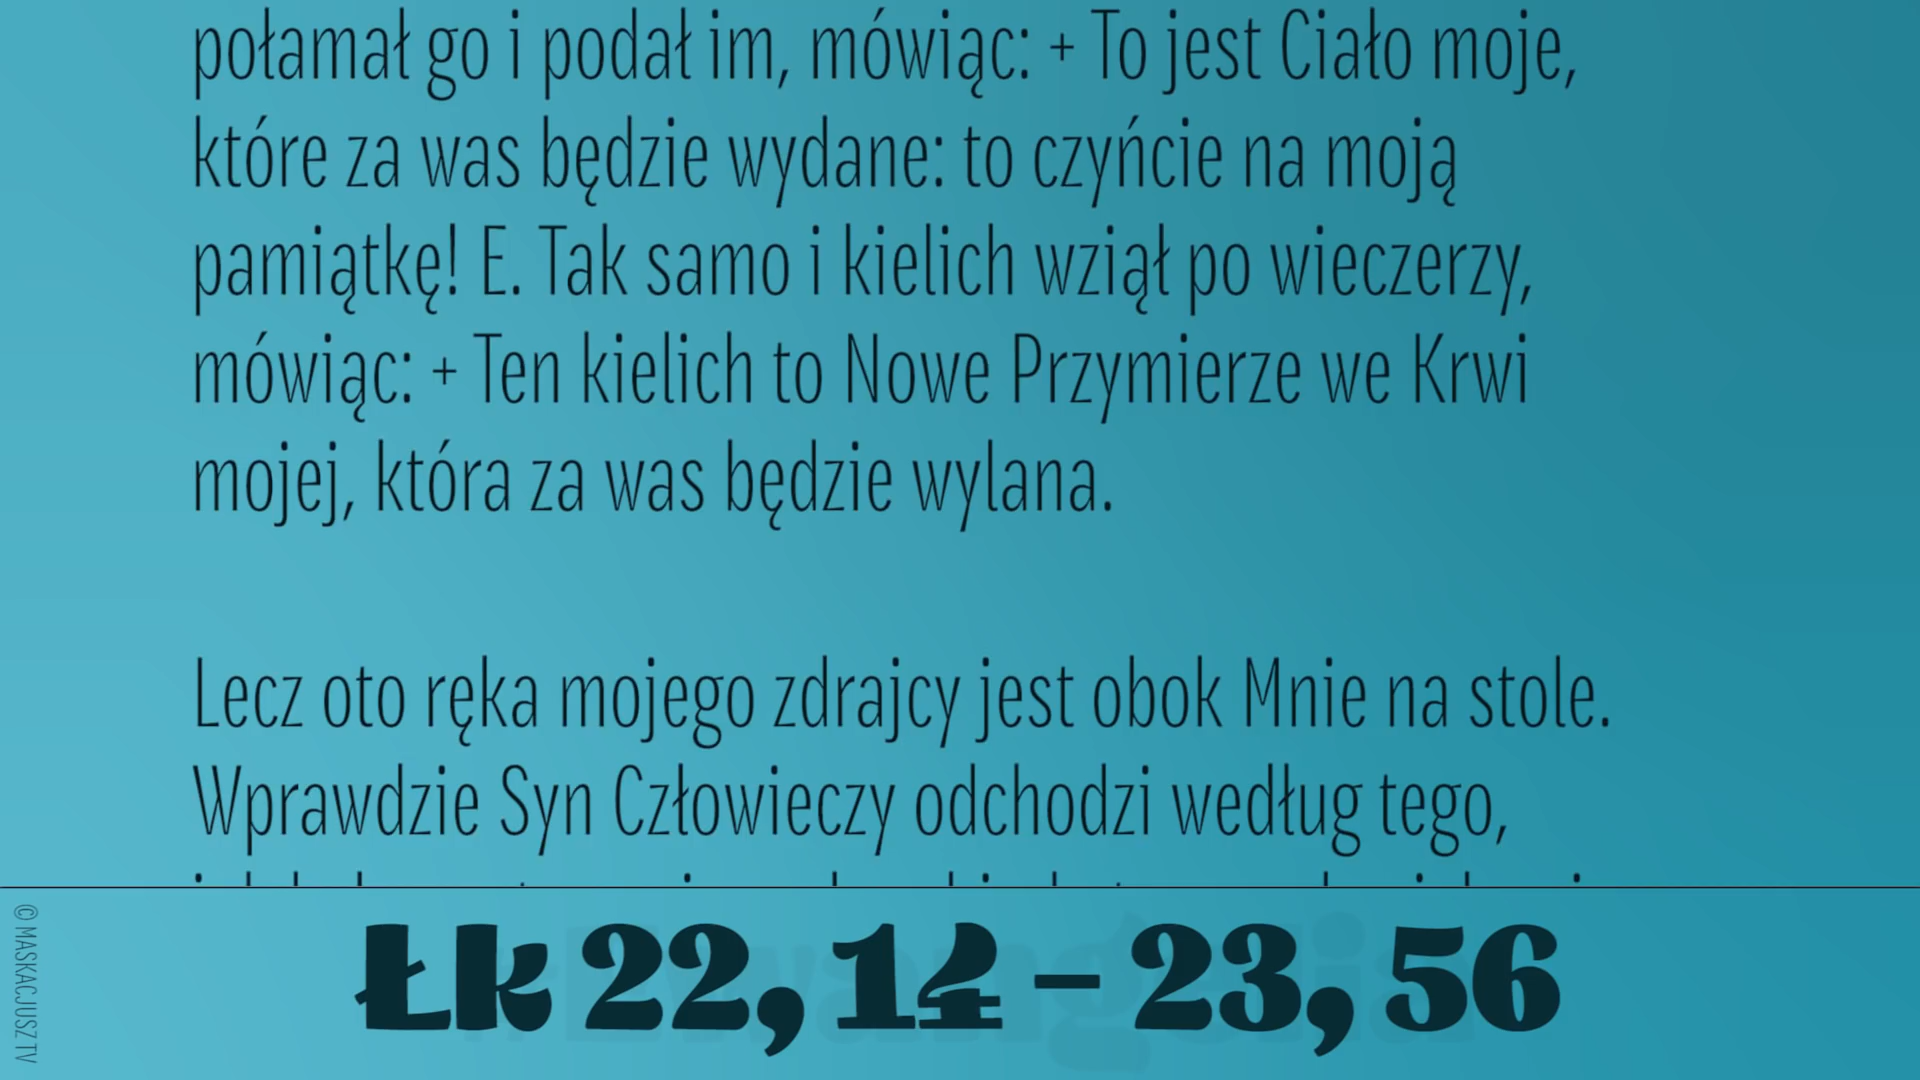 połamał go i podał im, mówiąc: + To jest Ciało moje,
które za was będzie wydane: to czyńcie na moją
pamiątkę! E. Tak samo i kielich wziął po wieczerzy,
mówiąc: + Ten kielich to Nowe Przymierze we Krwi
mojej, która za was będzie wylana.
Lecz oto ręka mojego zdrajcy jest obok Mnie na stole.
Wprawdzie Syn Człowieczy odchodzi według tego,
Łk 22, 14 – 23, 56
© MASKACJUSZ TV